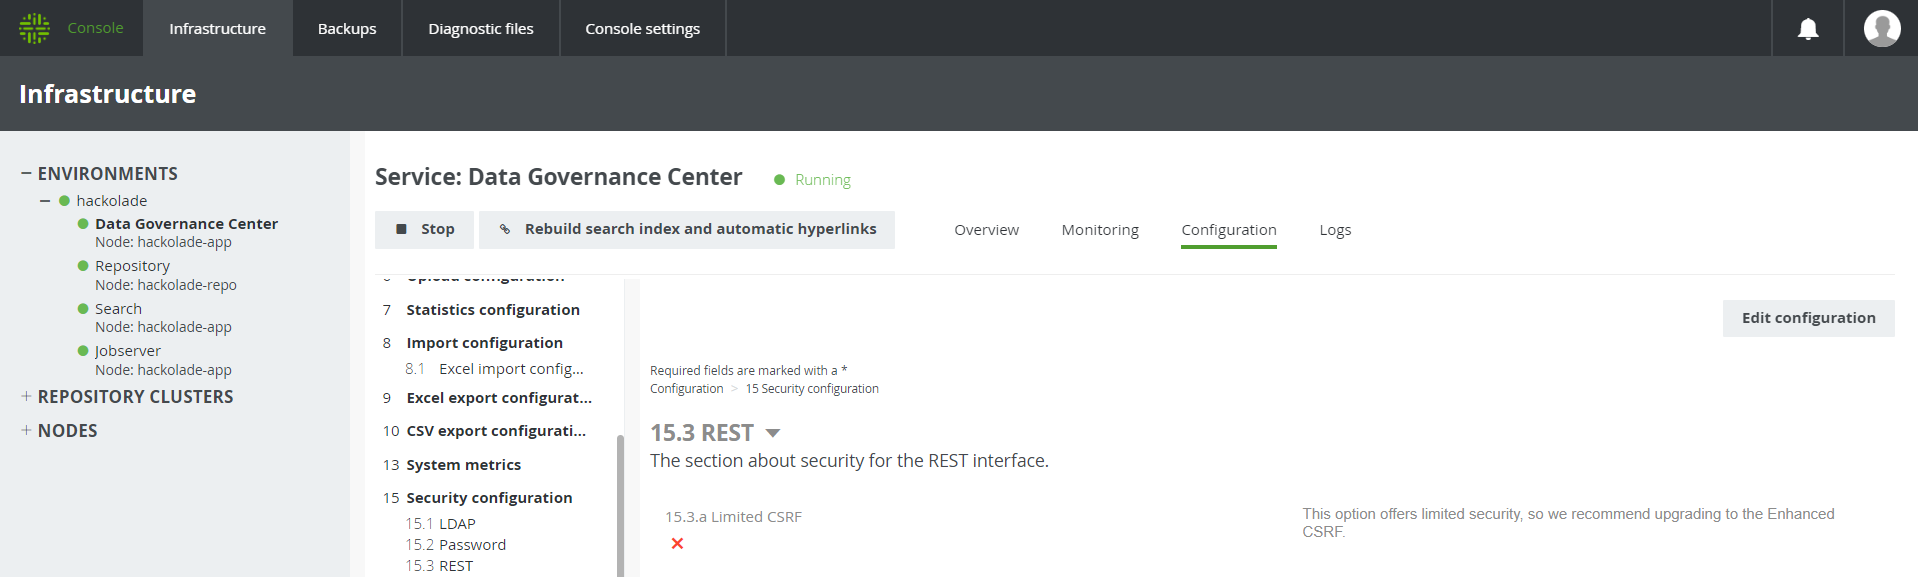 Console
Infrastructure
Backups
Diagnostic files
Console settings
Infrastructure
ENVIRONMENTS
hackolade
Data Governance Center
Node: hackolade-app
Repository
Node: hackolade-repo
Search
Node: hackolade-app
Jobserver
Node: hackolade-app
REPOSITORY CLUSTERS
NODES
Service: Data Governance Center
Running
Stop
Rebuild search index and automatic hyperlinks
Overview
Monitoring
Configuration
Logs
7 Statistics configuration
8 Import configuration
8.1 Excel import config...
9 Excel export configurat...
10 CSV export configurati...
13 System metrics
15 Security configuration
15.1 LDAP
15.2 Password
15.3 REST
Edit configuration
Required fields are marked with a *
Configuration > 15 Security configuration
15.3 REST
The section about security for the REST interface.
15.3.a Limited CSRF
This option offers limited security, so we recommend upgrading to the Enhanced
CSRF.